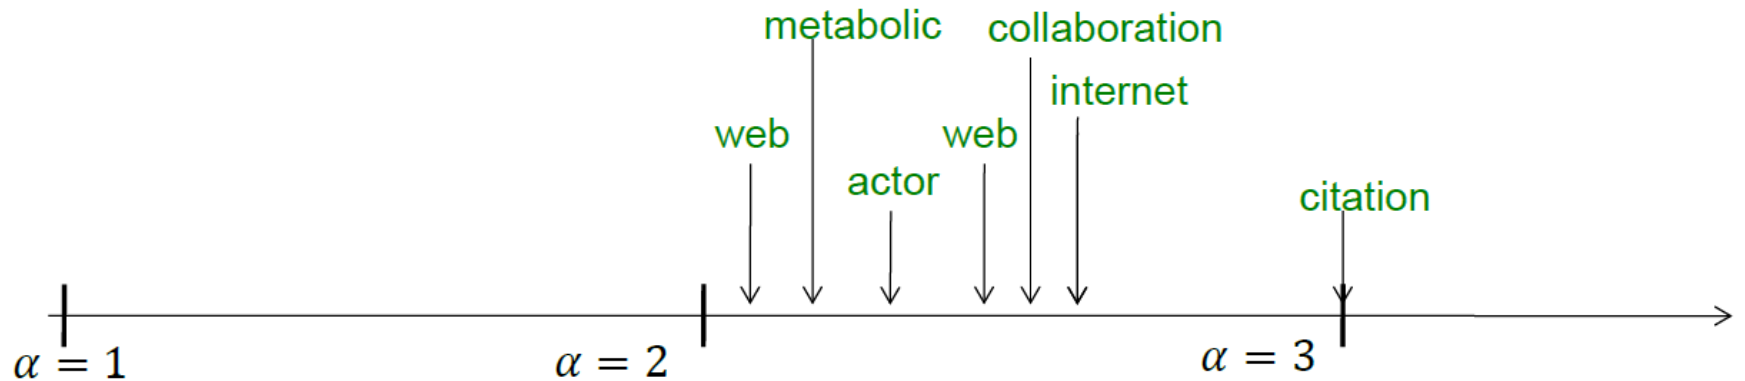 metabolic
collaboration
internet
web
web
actor
citation
α = 1
α = 2
α = 3